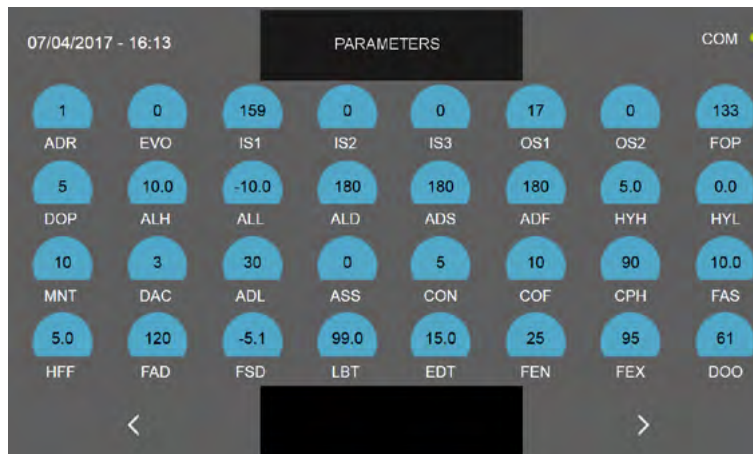 07/04/2017 - 16:13 PARAMETERS COM
1 0 159 0 0 17 0 133
ADR EVO IS1 IS2 IS3 OS1 OS2 FOP
5 10.0 -10.0 180 180 180 5.0 0.0
DOP ALH ALL ALD ADS ADF HYH HYL
10 3 30 0 5 10 90 10.0
MNT DAC ADL ASS CON COF CPH FAS
5.0 120 -5.1 99.0 15.0 25 95 61
HFF FAD FSD LBT EDT FEN FEX DOO
< >